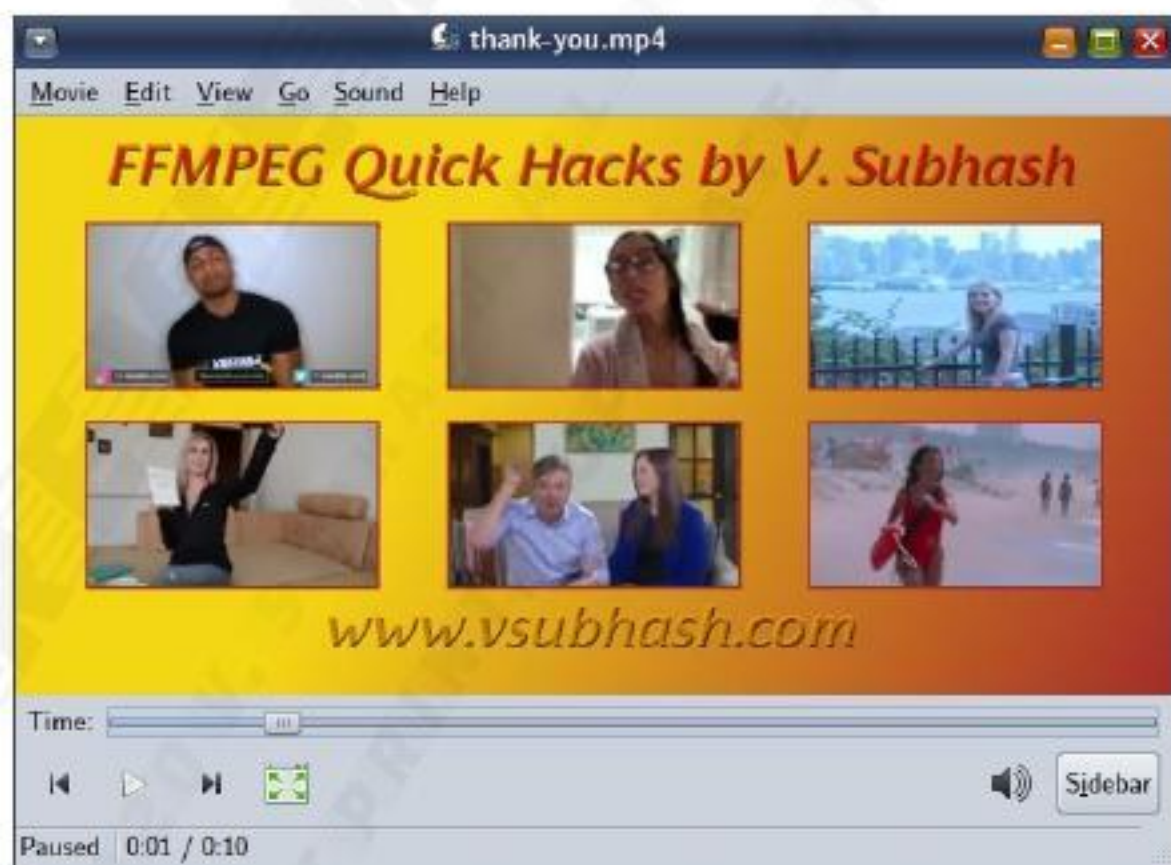 thank-you.mp4
Movie Edit View Go Sound Help
FFMPEG Quick Hacks by V. Subhash
www.vsubhash.com
Time:
Sidebar
Paused 0:01 / 0:10